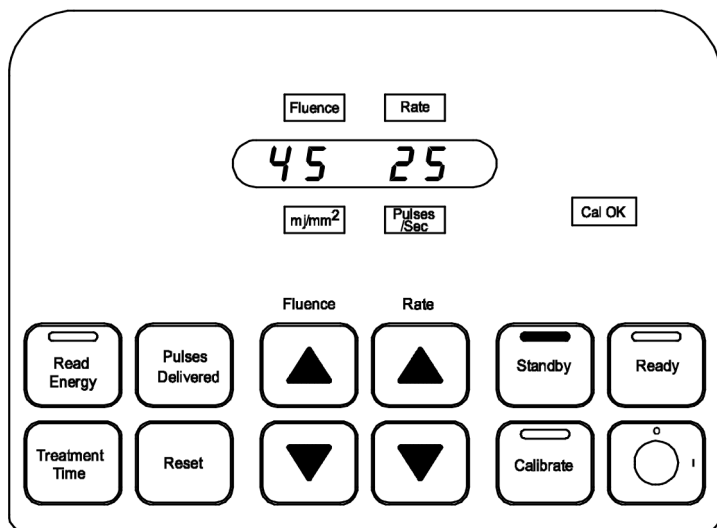 Fluence Rate
45 25
mj/mm²
Pulses
/Sec
Cal OK
Fluence Rate
Read
Energy
Pulses
Delivered
Standby
Ready
Treatment
Time
Reset
Calibrate
O
I